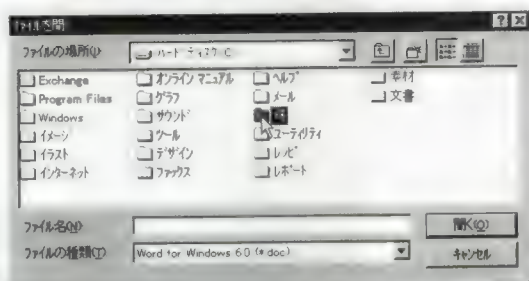 ファイルを開
ファイルの場所(I)
ハードディスク C
Exchange
Program Files
Windows
イメージ
イラスト
インターネット
オンライン マニュアル
グラフ
サウンド
ツール
デザイン
ファックス
ヘルプ
メール
ユーティリティ
レシピ
レポート
素材
文書
ファイル名(N)
開く(O)
ファイルの種類(T)
Word for Windows 6.0 (*.doc)
キャンセル